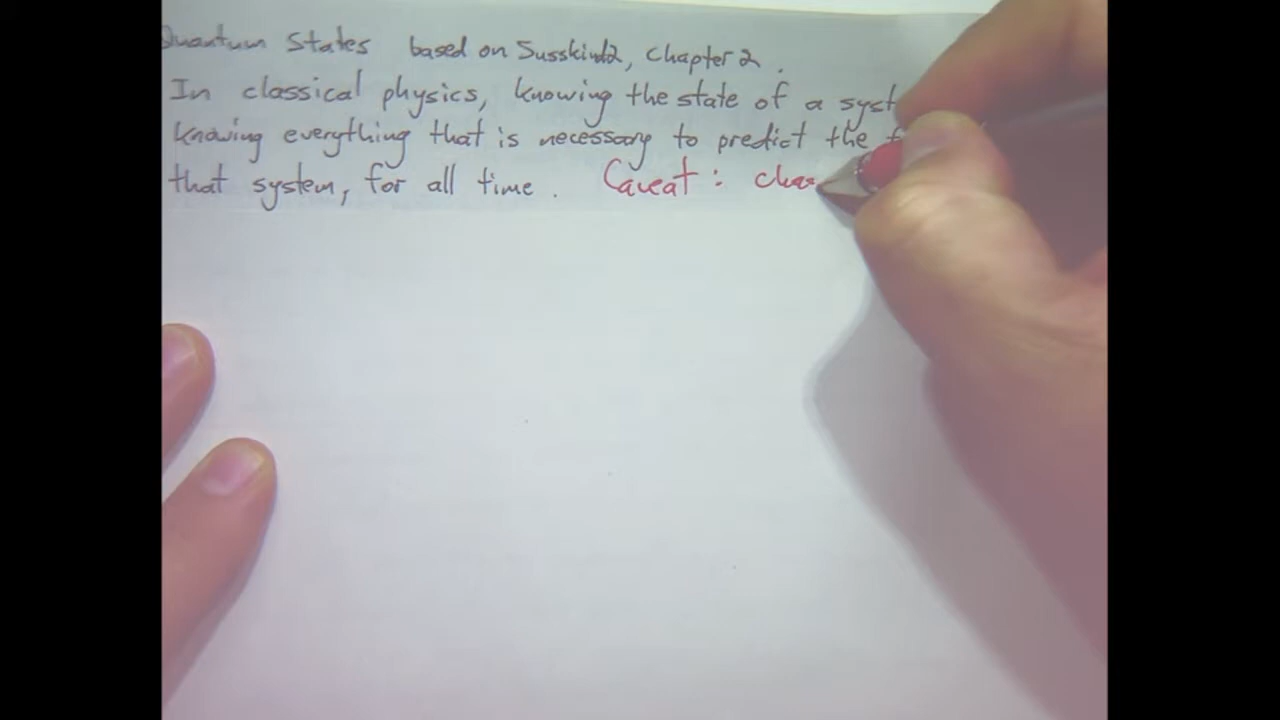 Quantum States based on Susskind2, Chapter 2.
In classical physics, knowing the state of a syst
knowing everything that is necessary to predict the f
that system, for all time. Caveat: chao